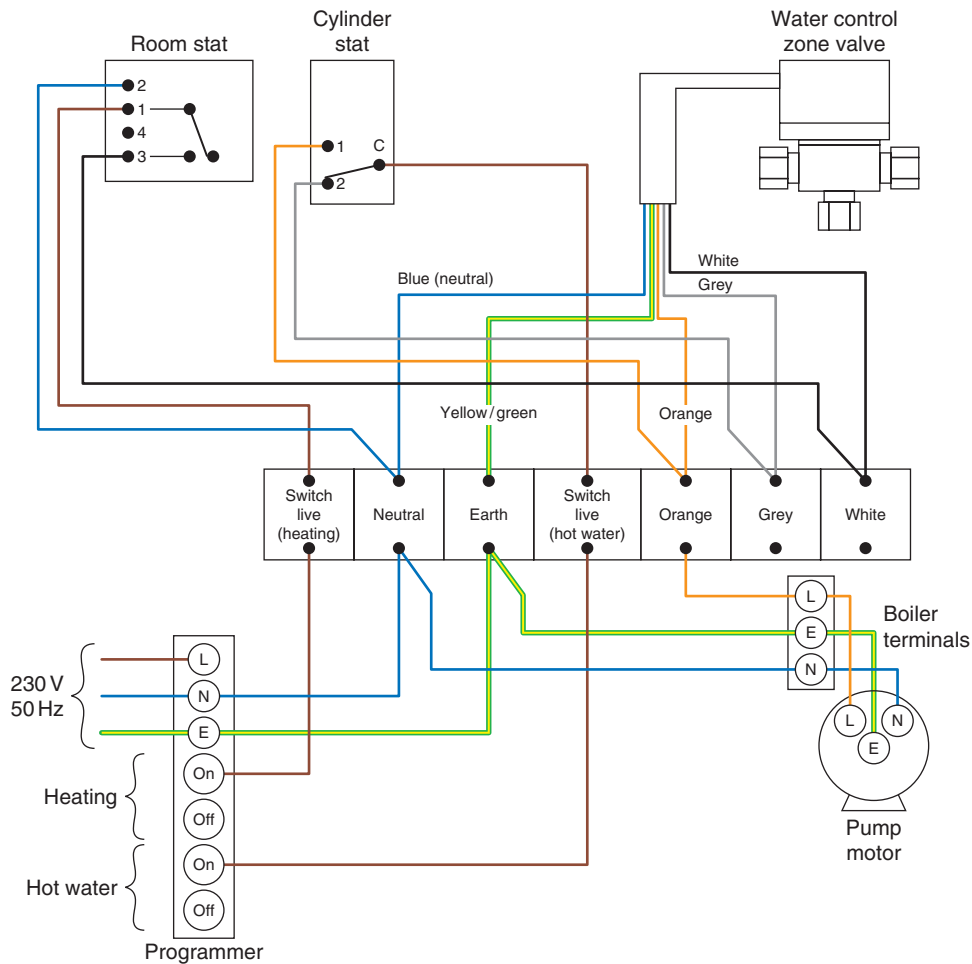 Cylinder
stat
Water control
zone valve
Room stat
2
1
4
3
1
C
2
White
Grey
Blue (neutral)
Yellow/green
Orange
Switch
live
(heating)
Neutral
Earth
Switch
live
(hot water)
Orange
Grey
White
L
E
N
Boiler
terminals
230 V
50 Hz
L
N
E
L
N
E
Heating
On
Off
Hot water
On
Off
Pump
motor
Programmer